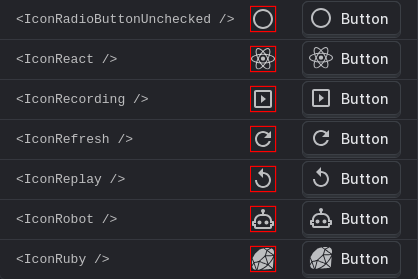 <IconRadioButtonUnchecked /> Button
<IconReact /> Button
<IconRecording /> Button
<IconRefresh /> Button
<IconReplay /> Button
<IconRobot /> Button
<IconRuby /> Button